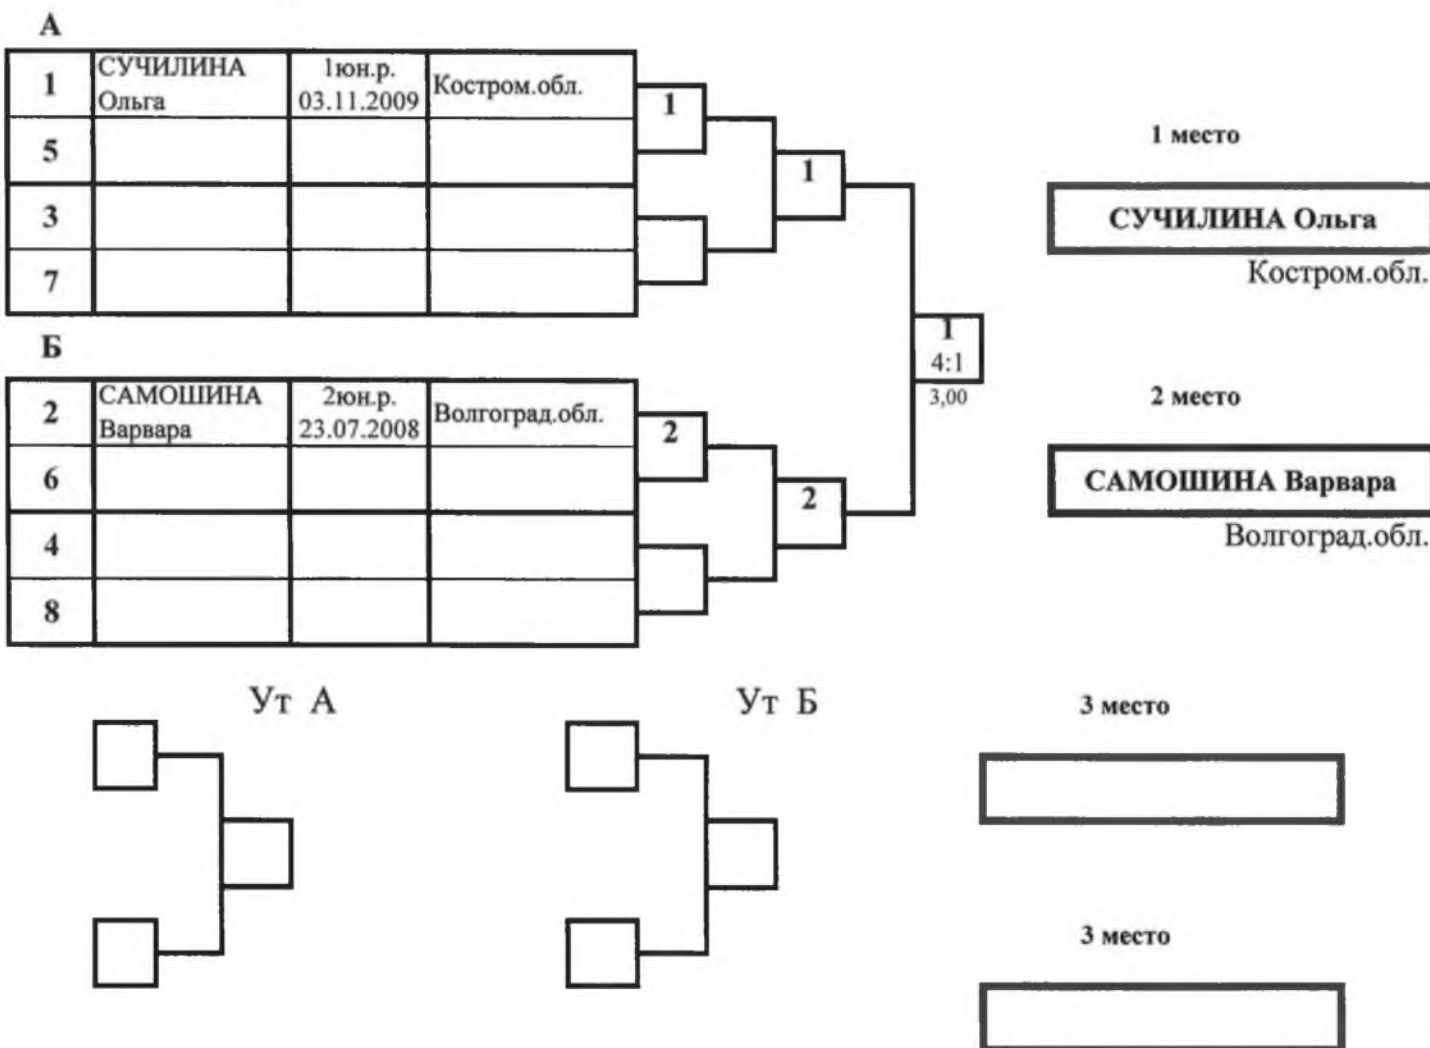 А
1
СУЧИЛИНА
Ольга
1юн.р.
03.11.2009
Костром.обл.
5
3
7
1
1
Б
2
САМОШИНА
Варвара
2юн.р.
23.07.2008
Волгоград.обл.
6
4
8
2
2
1
4:1
3,00
1 место
СУЧИЛИНА Ольга
Костром.обл.
2 место
САМОШИНА Варвара
Волгоград.обл.
Ут А
Ут Б
3 место
3 место